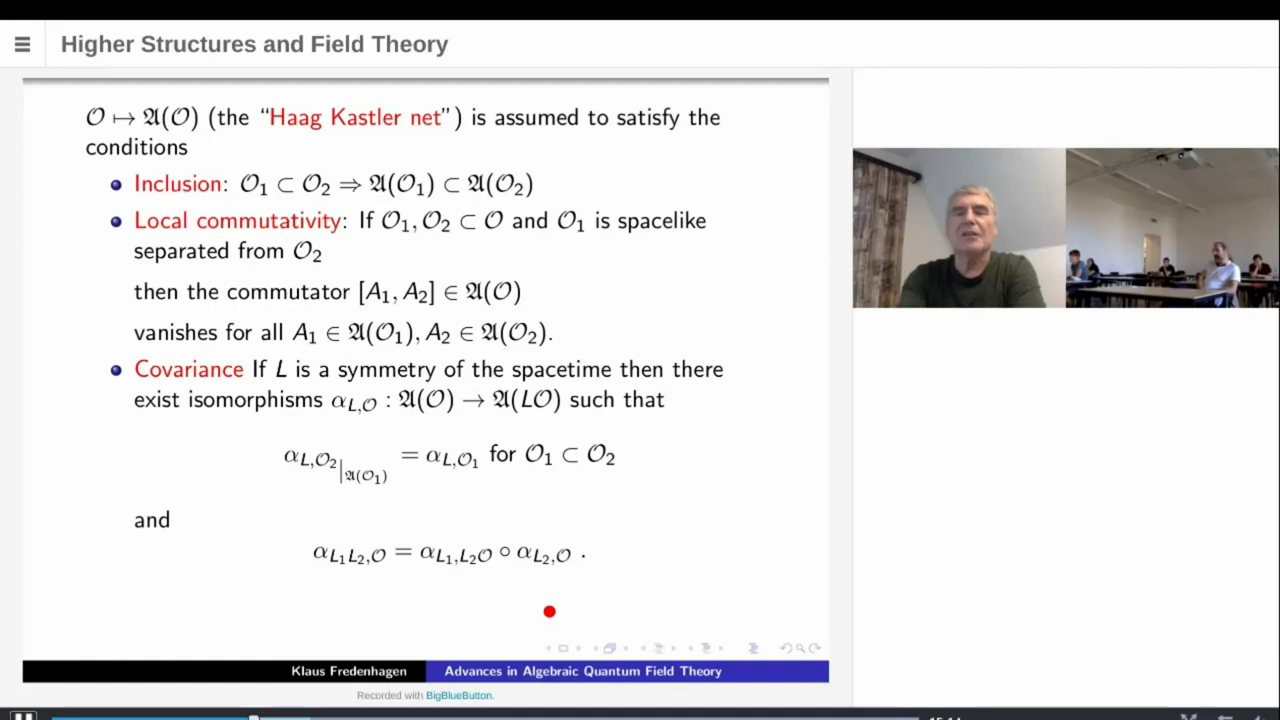 Higher Structures and Field Theory
𝒪 ↦ 𝔄(𝒪) (the “Haag Kastler net”) is assumed to satisfy the
conditions
Inclusion: 𝒪₁ ⊂ 𝒪₂ ⇒ 𝔄(𝒪₁) ⊂ 𝔄(𝒪₂)
Local commutativity: If 𝒪₁, 𝒪₂ ⊂ 𝒪 and 𝒪₁ is spacelike
separated from 𝒪₂
then the commutator [A₁, A₂] ∈ 𝔄(𝒪)
vanishes for all A₁ ∈ 𝔄(𝒪₁), A₂ ∈ 𝔄(𝒪₂).
Covariance If L is a symmetry of the spacetime then there
exist isomorphisms α_{L,𝒪} : 𝔄(𝒪) → 𝔄(L𝒪) such that
α_{L,𝒪₂}|_{𝔄(𝒪₁)} = α_{L,𝒪₁} for 𝒪₁ ⊂ 𝒪₂
and
α_{L₁L₂,𝒪} = α_{L₁,L₂𝒪} ∘ α_{L₂,𝒪} .
Klaus Fredenhagen Advances in Algebraic Quantum Field Theory
Recorded with BigBlueButton.